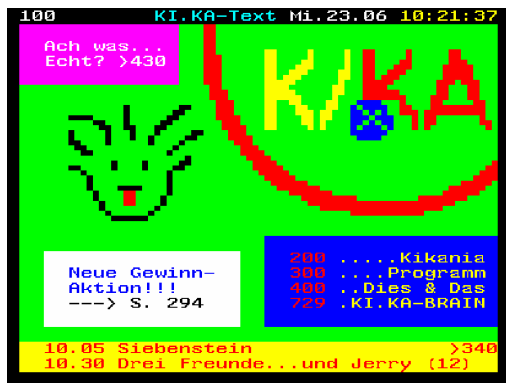 100 KI.KA-Text Mi.23.06 10:21:37
Ach was...
Echt? >430
KI.KA
Neue Gewinn-
Aktion!!!
---> S. 294
200 .....Kikania
300 ....Programm
400 ..Dies & Das
729 .KI.KA-BRAIN
10.05 Siebenstein >340
10.30 Drei Freunde...und Jerry (12)